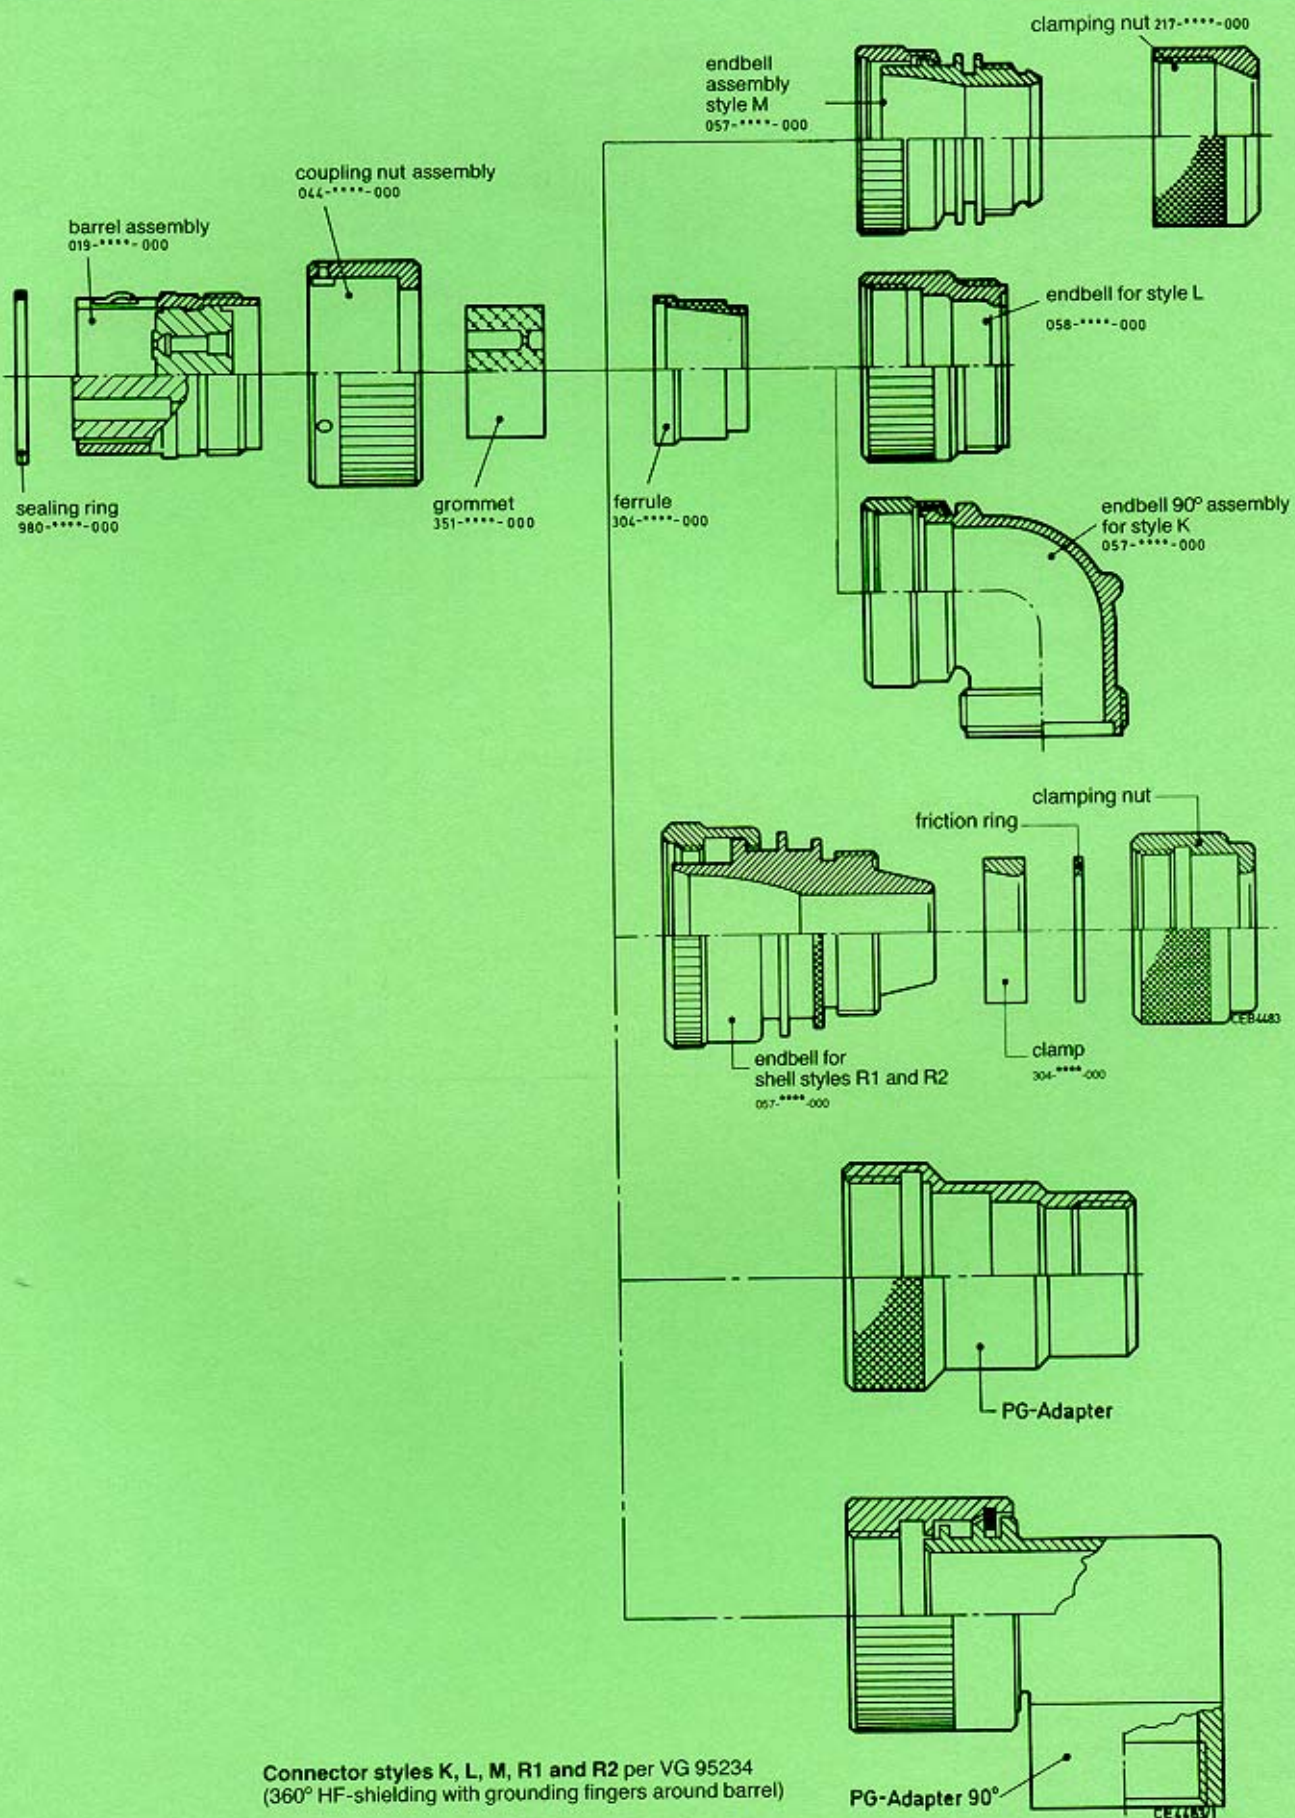 clamping nut 217-****-000
endbell
assembly
style M
057-****-000
coupling nut assembly
044-****-000
barrel assembly
019-****-000
endbell for style L
058-****-000
sealing ring
980-****-000
grommet
351-****-000
ferrule
304-****-000
endbell 90° assembly
for style K
057-****-000
clamping nut
friction ring
CEB4483
clamp
304-****-000
endbell for
shell styles R1 and R2
057-****-000
PG-Adapter
Connector styles K, L, M, R1 and R2 per VG 95234
(360° HF-shielding with grounding fingers around barrel)
PG-Adapter 90°